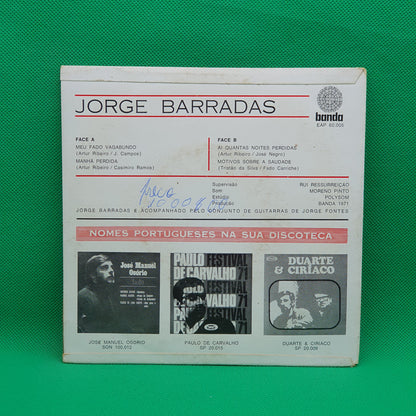 JORGE BARRADAS
banda
EAP 60.005
FACE A
MEU FADO VAGABUNDO
(Artur Ribeiro / J. Campos)
MANHÃ PERDIDA
(Artur Ribeiro / Casimiro Ramos)
FACE B
AI QUANTAS NOITES PERDIDAS
(Artur Ribeiro / José Negro)
MOTIVOS SOBRE A SAUDADE
(Tristão da Silva / Fado Carriche)
Supervisão RUI RESSURREIÇÃO
Som MORENO PINTO
Estúdio POLYSOM
Produção BANDA 1971
JORGE BARRADAS É ACOMPANHADO PELO CONJUNTO DE GUITARRAS DE JORGE FONTES
NOMES PORTUGUESES NA SUA DISCOTECA
José Manuel
Osório
fado
PAULO FESTIVAL
DE 71
CARVALHO
DUARTE
& CIRÍACO
JOSÉ MANUEL OSÓRIO
SON 100.012
PAULO DE CARVALHO
SP 20.015
DUARTE & CIRÍACO
SP 20.009